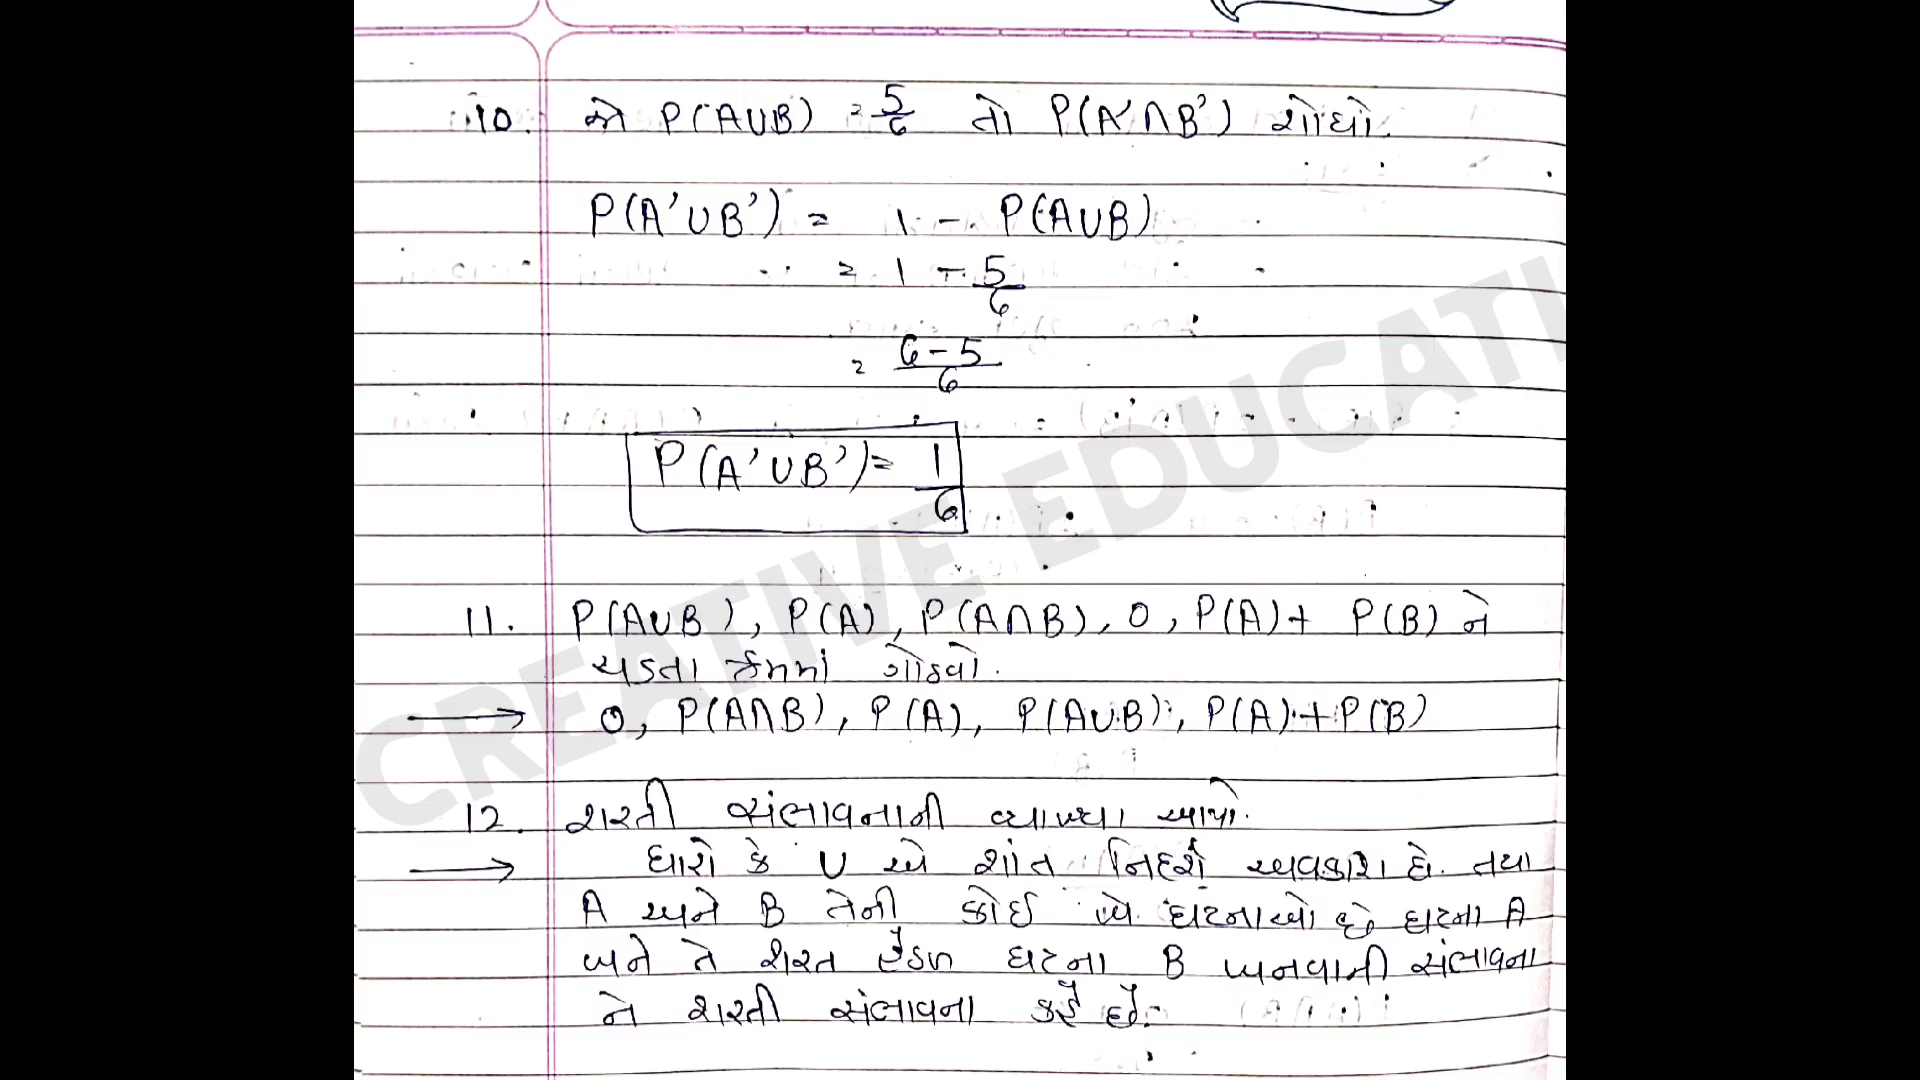 10. જો P(A∪B) = 5/6 તો P(A'∩B') શોધો.
P(A'∪B') = 1 - P(A∪B)
= 1 - 5/6
= 6-5/6
P(A'∪B') = 1/6
11. P(A∪B), P(A), P(A∩B), 0, P(A)+ P(B) ને
ચડતા ક્રમમાં ગોઠવો.
→ 0, P(A∩B), P(A), P(A∪B), P(A)+P(B)
12. શરતી સંભાવનાની વ્યાખ્યા આપો.
→ ધારો કે U એ શાંત નિદર્શ અવકાશ છે. તથા
A અને B તેની કોઈ બે ઘટનાઓ છે ઘટના A
બને તે શરત હેઠળ ઘટના B બનવાની સંભાવના
ને શરતી સંભાવના કહે છે.
CREATIVE EDUCATI